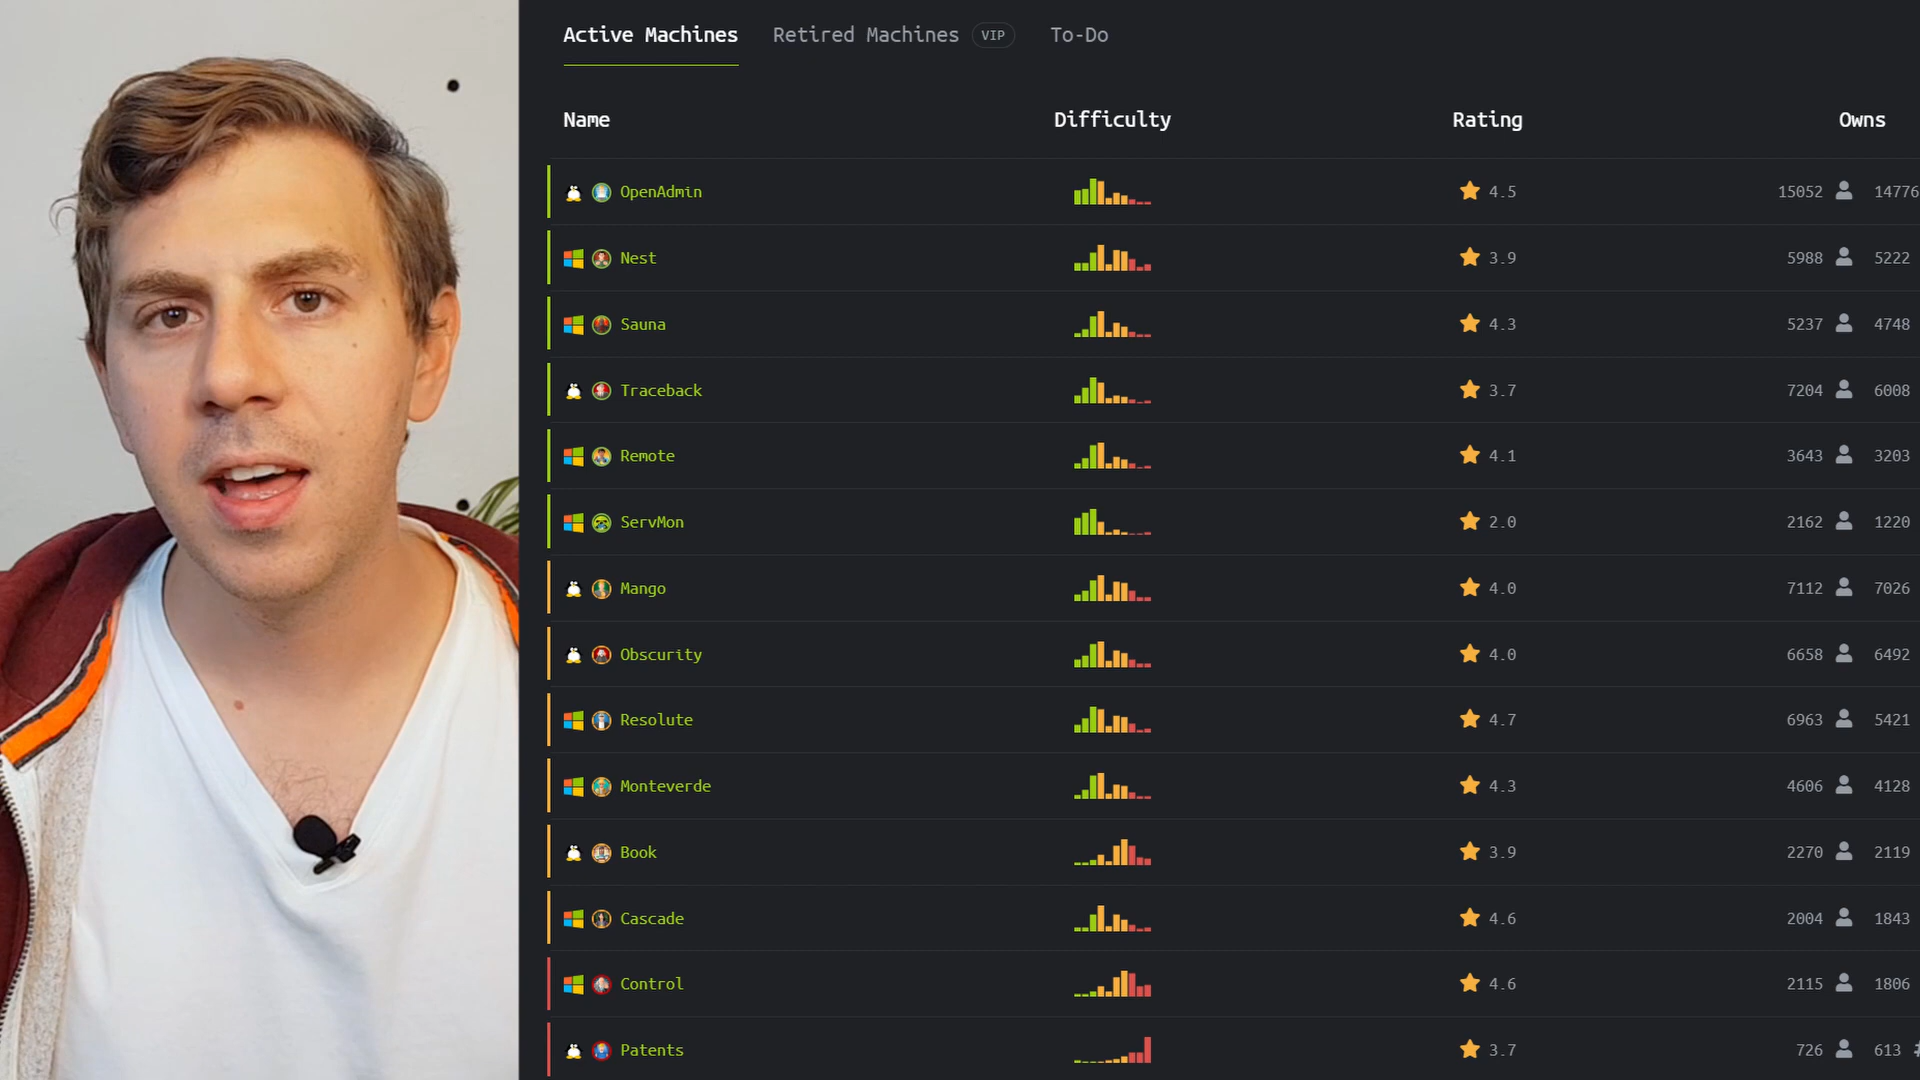 Active Machines Retired Machines VIP To-Do
Name Difficulty Rating Owns
OpenAdmin 4.5 15052 14776
Nest 3.9 5988 5222
Sauna 4.3 5237 4748
Traceback 3.7 7204 6008
Remote 4.1 3643 3203
ServMon 2.0 2162 1220
Mango 4.0 7112 7026
Obscurity 4.0 6658 6492
Resolute 4.7 6963 5421
Monteverde 4.3 4606 4128
Book 3.9 2270 2119
Cascade 4.6 2004 1843
Control 4.6 2115 1806
Patents 3.7 726 613